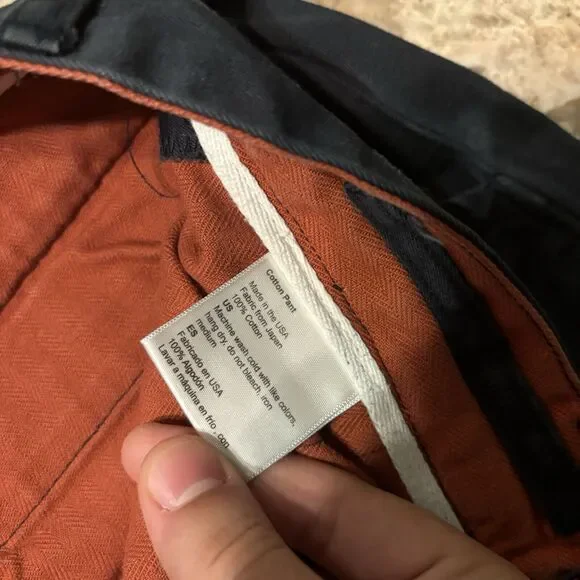 Cotton Pant
Made in the USA
Fabric from Japan
100% Cotton
US
Machine wash cold with like colors,
hang dry, do not bleach, iron
medium
ES
Fabricado en USA
100% Algodón
Lavar a máquina en frío, con